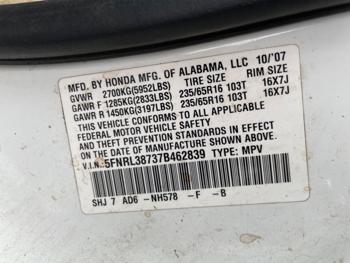 MFD. BY HONDA MFG. OF ALABAMA, LLC 10/'07
TIRE SIZE RIM SIZE
GVWR 2700KG(5952LBS)
GAWR F 1285KG(2833LBS) 235/65R16 103T 16X7J
GAWR R 1450KG(3197LBS) 235/65R16 103T 16X7J
THIS VEHICLE CONFORMS TO ALL APPLICABLE
FEDERAL MOTOR VEHICLE SAFETY AND THEFT
PREVENTION STANDARDS IN EFFECT ON THE DATE
OF MANUFACTURE SHOWN ABOVE.
V.I.N.: 5FNRL38737B462839 TYPE: MPV
SHJ 7 AD6 -NH578 -F -B